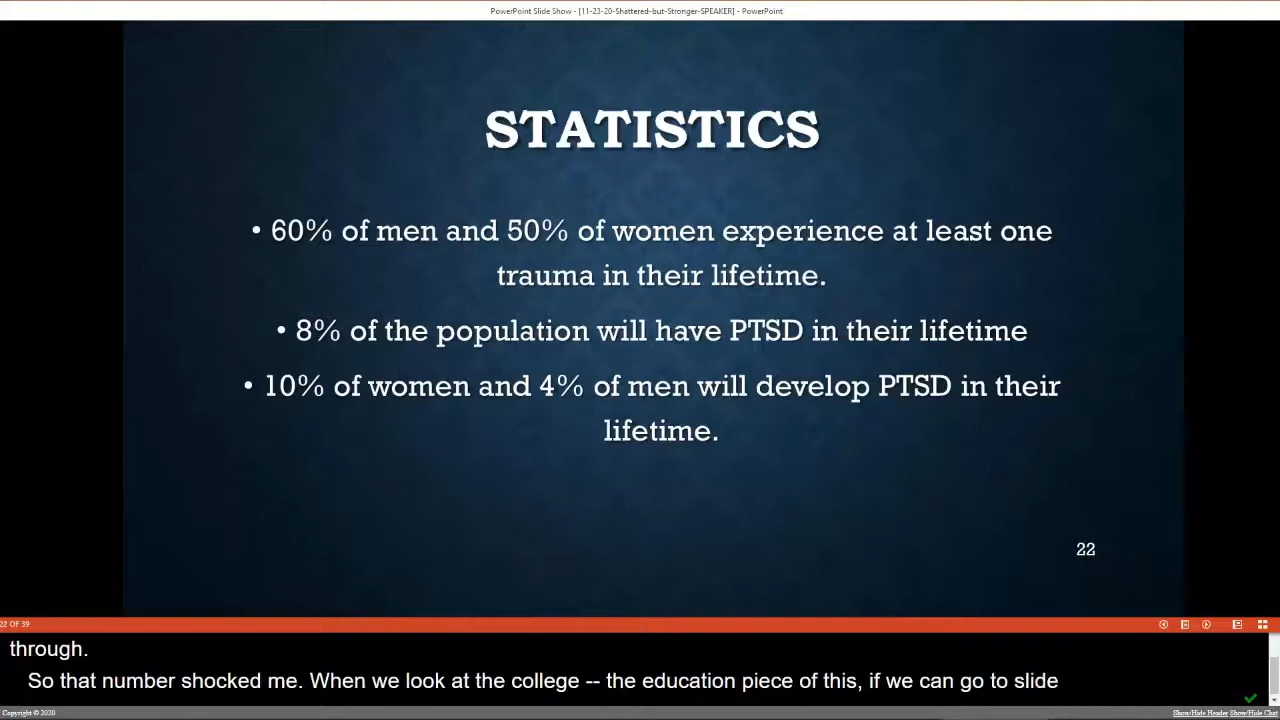 PowerPoint Slide Show - [11-23-20-Shattered-but-Stronger-SPEAKER] - PowerPoint
STATISTICS
• 60% of men and 50% of women experience at least one
trauma in their lifetime.
• 8% of the population will have PTSD in their lifetime
• 10% of women and 4% of men will develop PTSD in their
lifetime.
22
22 OF 39
through.
So that number shocked me. When we look at the college -- the education piece of this, if we can go to slide
Copyright © 2020
Show/Hide Header Show/Hide Chat